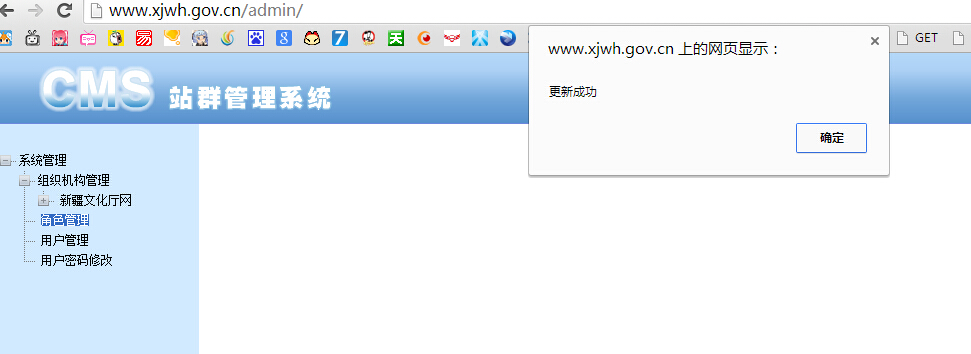 www.xjwh.gov.cn/admin/
GET
www.xjwh.gov.cn 上的网页显示：
更新成功
确定
CMS 站群管理系统
系统管理
组织机构管理
新疆文化厅网
角色管理
用户管理
用户密码修改